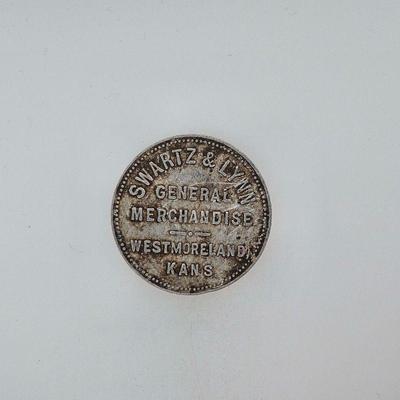 SWARTZ & LYNN
GENERAL
MERCHANDISE
WESTMORELAND,
KANS